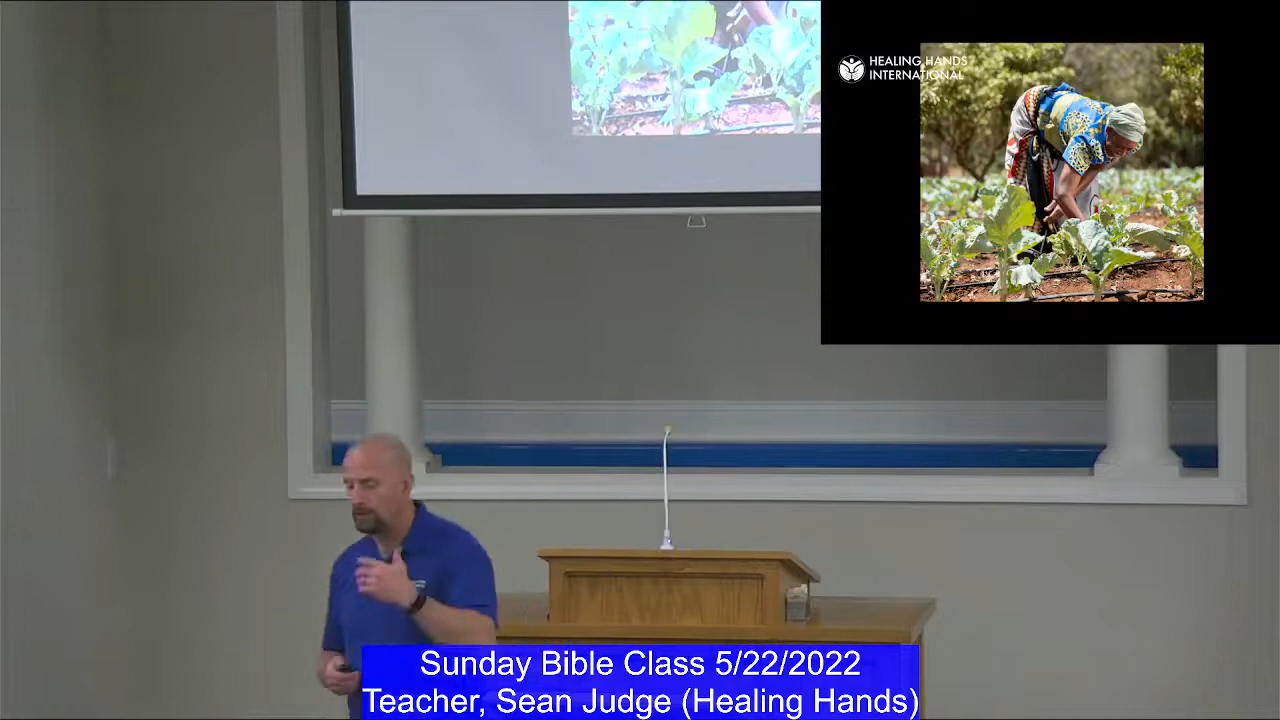 HEALING HANDS
INTERNATIONAL
Sunday Bible Class 5/22/2022
Teacher, Sean Judge (Healing Hands)